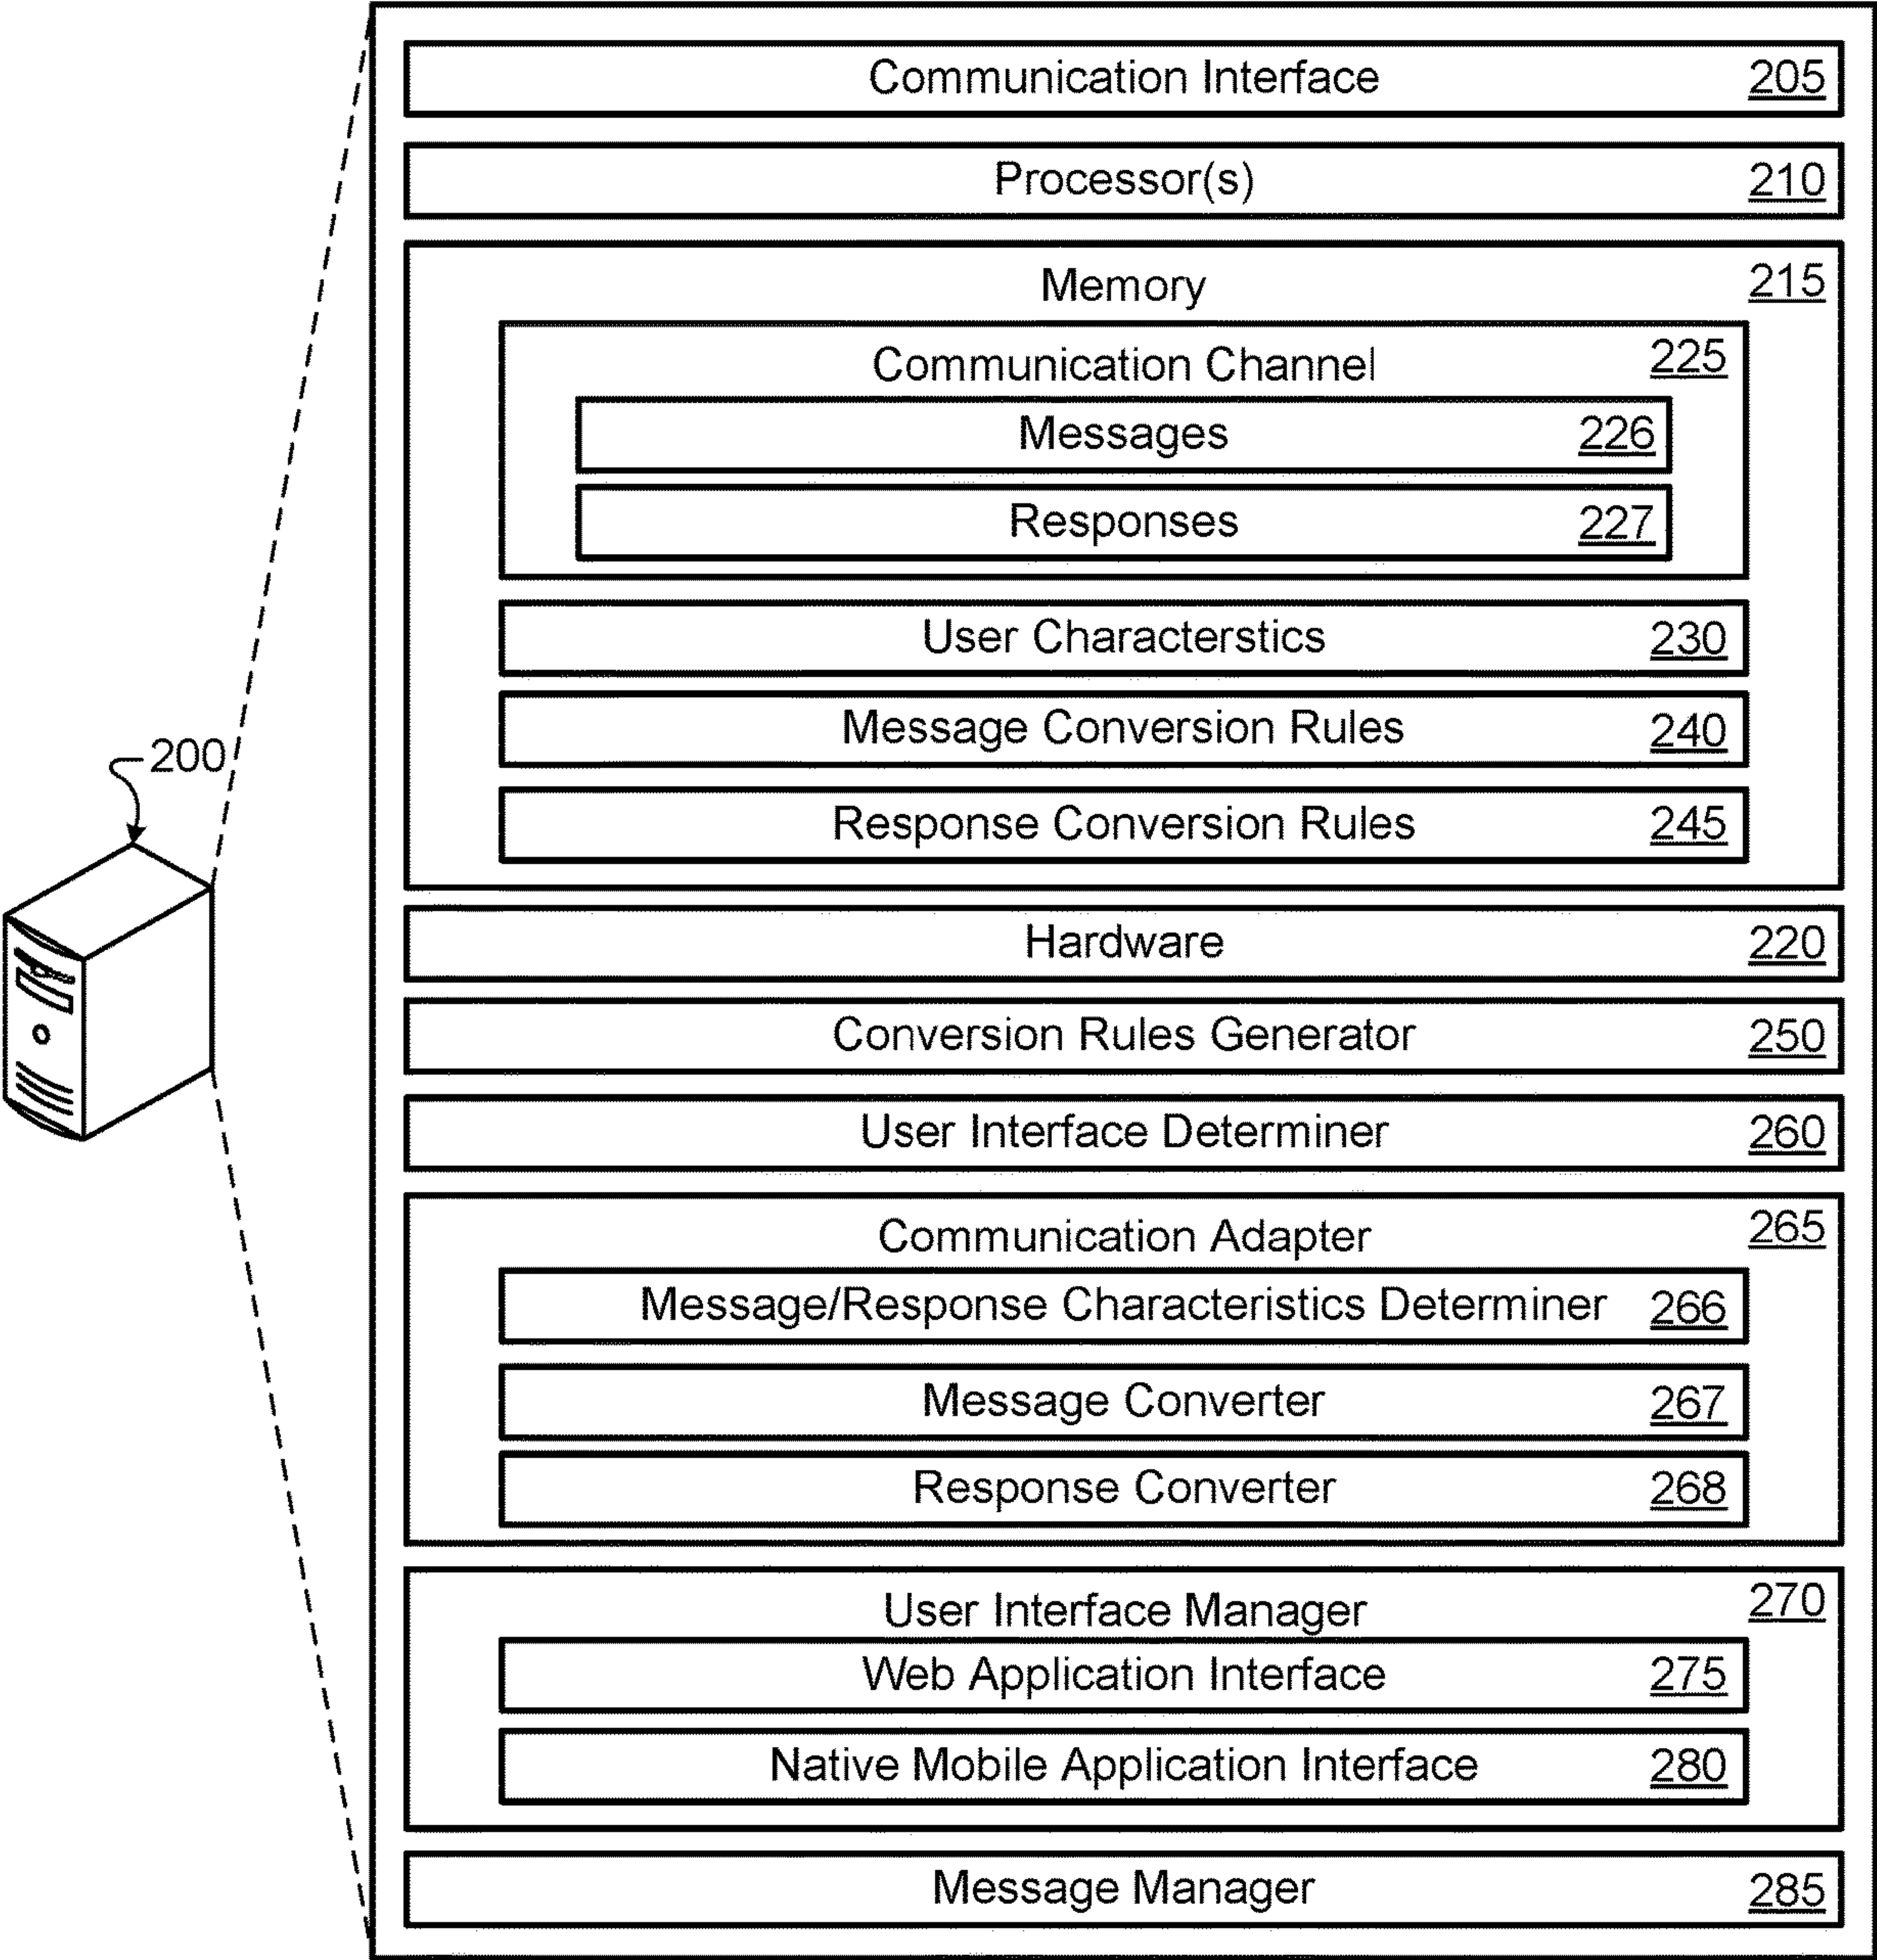 Communication Interface 205
Processor(s) 210
Memory 215
Communication Channel 225
Messages 226
Responses 227
User Characterstics 230
Message Conversion Rules 240
Response Conversion Rules 245
200
Hardware 220
Conversion Rules Generator 250
User Interface Determiner 260
Communication Adapter 265
Message/Response Characteristics Determiner 266
Message Converter 267
Response Converter 268
User Interface Manager 270
Web Application Interface 275
Native Mobile Application Interface 280
Message Manager 285